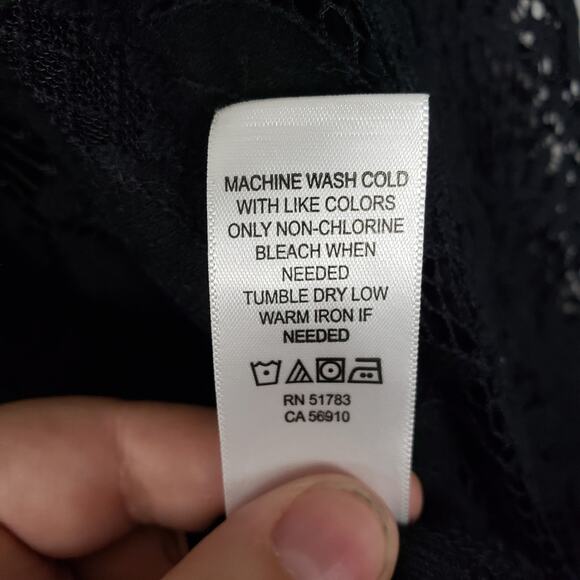 MACHINE WASH COLD
WITH LIKE COLORS
ONLY NON-CHLORINE
BLEACH WHEN
NEEDED
TUMBLE DRY LOW
WARM IRON IF
NEEDED
RN 51783
CA 56910